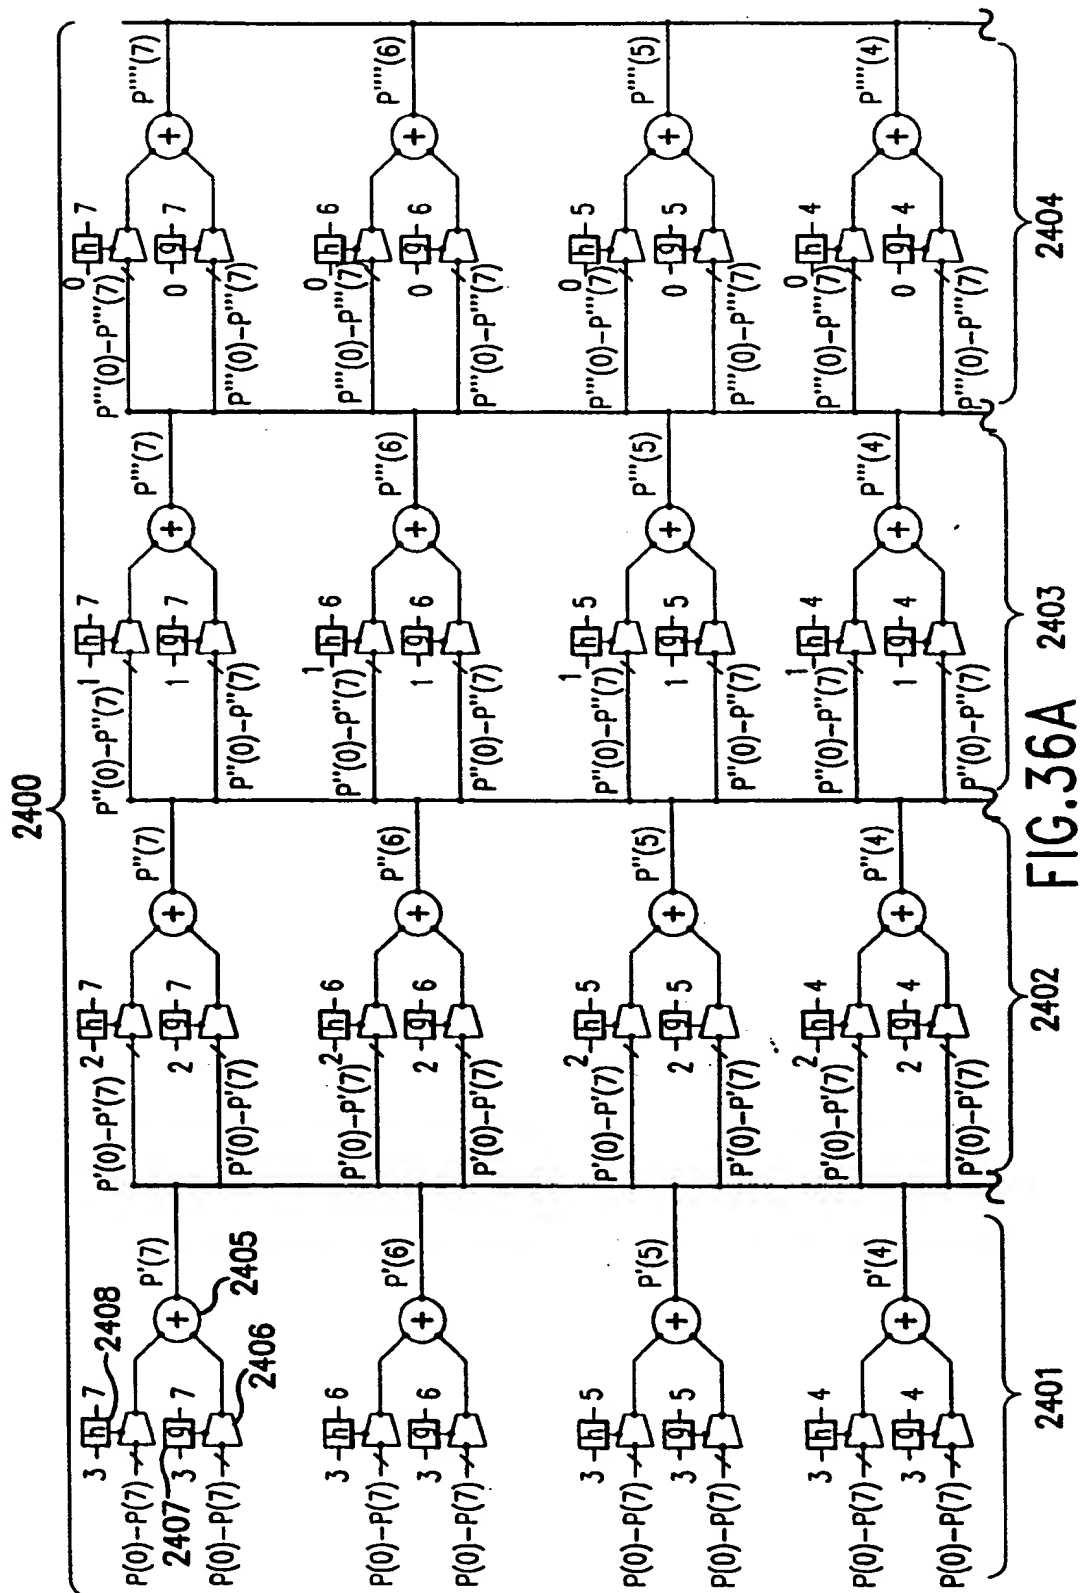 2400
3 h 7 2408 2 h 7 1 h 7 0 h 7
P(0)-P(7) P'(7) P'(0)-P'(7) P''(7) P''(0)-P''(7) P'''(7) P'''(0)-P'''(7) P''''(7)
+ + + +
2407 2405
3 g 7 2 g 7 1 g 7 0 g 7
P(0)-P(7) 2406 P'(0)-P'(7) P''(0)-P''(7) P'''(0)-P'''(7)
3 h 6 2 h 6 1 h 6 0 h 6
P(0)-P(7) P'(6) P'(0)-P'(7) P''(6) P''(0)-P''(7) P'''(6) P'''(0)-P'''(7) P''''(6)
+ + + +
3 g 6 2 g 6 1 g 6 0 g 6
P(0)-P(7) P'(0)-P'(7) P''(0)-P''(7) P'''(0)-P'''(7)
3 h 5 2 h 5 1 h 5 0 h 5
P(0)-P(7) P'(5) P'(0)-P'(7) P''(5) P''(0)-P''(7) P'''(5) P'''(0)-P'''(7) P''''(5)
+ + + +
3 g 5 2 g 5 1 g 5 0 g 5
P(0)-P(7) P'(0)-P'(7) P''(0)-P''(7) P'''(0)-P'''(7)
3 h 4 2 h 4 1 h 4 0 h 4
P(0)-P(7) P'(4) P'(0)-P'(7) P''(4) P''(0)-P''(7) P'''(4) P'''(0)-P'''(7) P''''(4)
+ + + +
3 g 4 2 g 4 1 g 4 0 g 4
P(0)-P(7) P'(0)-P'(7) P''(0)-P''(7) P'''(0)-P'''(7)
2401 2402 2403 2404
FIG.36A